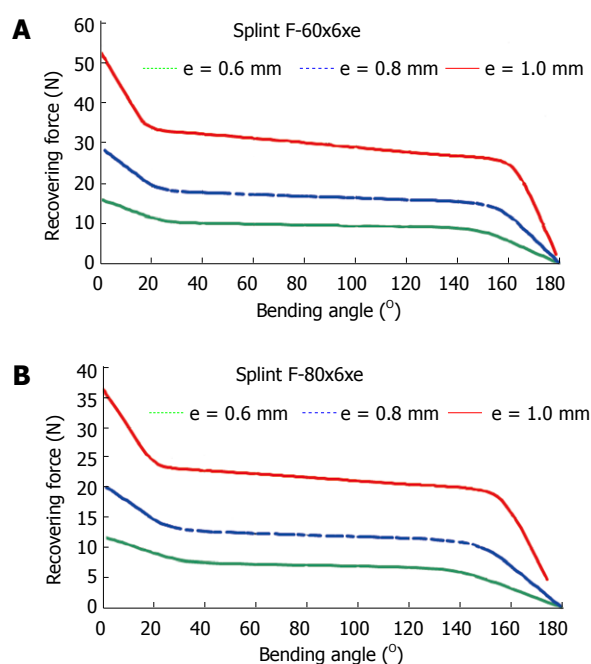 A
Splint F-60x6xe
e = 0.6 mm e = 0.8 mm e = 1.0 mm
Recovering force (N)
60
50
40
30
20
10
0
0 20 40 60 80 100 120 140 160 180
Bending angle (°)
B
Splint F-80x6xe
e = 0.6 mm e = 0.8 mm e = 1.0 mm
Recovering force (N)
40
35
30
25
20
15
10
5
0
0 20 40 60 80 100 120 140 160 180
Bending angle (°)